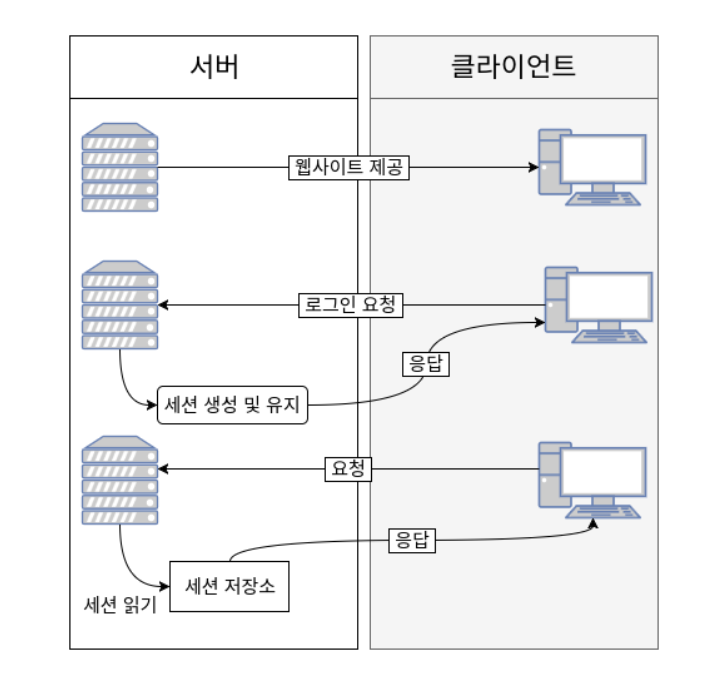 서버
클라이언트
웹사이트 제공
로그인 요청
응답
세션 생성 및 유지
요청
응답
세션 저장소
세션 읽기